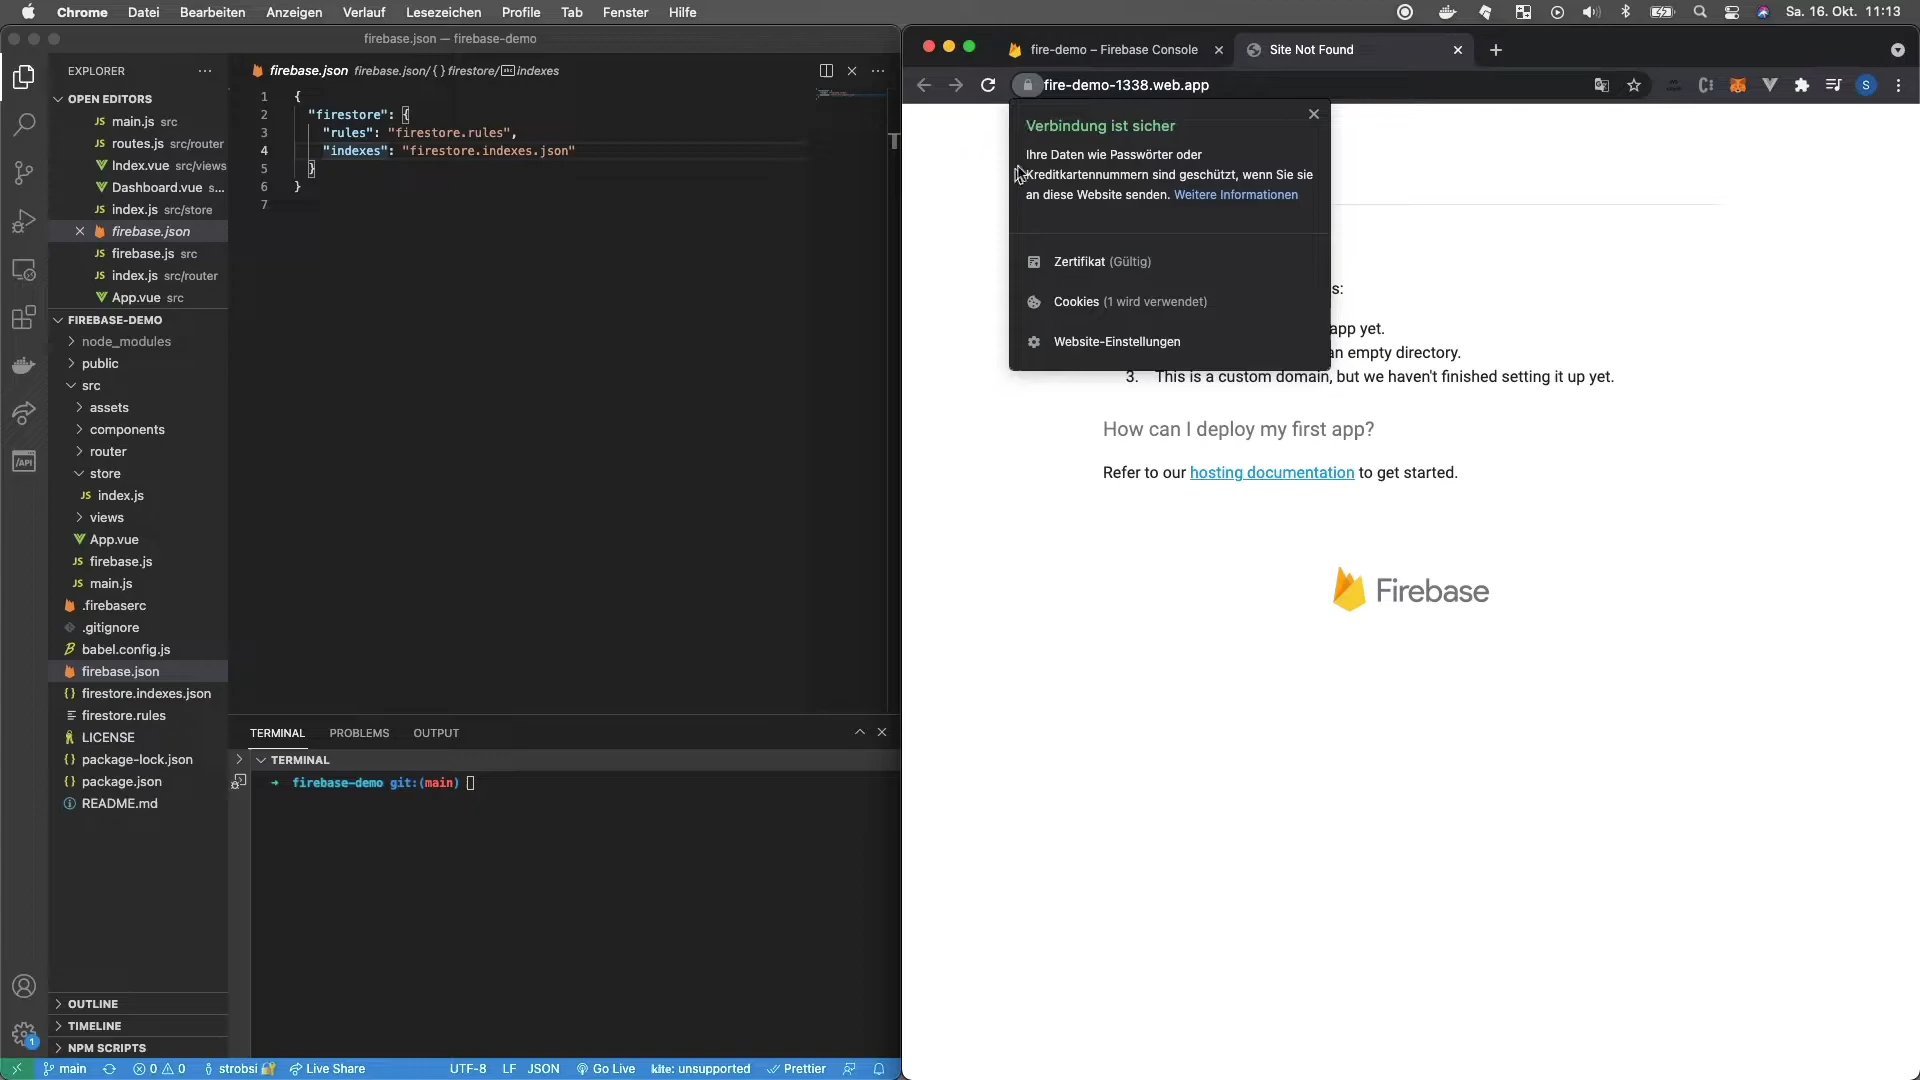 Chrome Datei Bearbeiten Anzeigen Verlauf Lesezeichen Profile Tab Fenster Hilfe
Sa. 16. Okt. 11:13
firebase.json — firebase-demo
EXPLORER
OPEN EDITORS
JS main.js src
JS routes.js src/router
Index.vue src/views
Dashboard.vue s...
JS index.js src/store
firebase.json
JS firebase.js src
JS index.js src/router
App.vue src
FIREBASE-DEMO
node_modules
public
src
assets
components
router
store
JS index.js
views
App.vue
JS firebase.js
JS main.js
.firebaserc
.gitignore
babel.config.js
firebase.json
{} firestore.indexes.json
firestore.rules
LICENSE
{} package-lock.json
{} package.json
README.md
OUTLINE
TIMELINE
NPM SCRIPTS
/API
1
firebase.json firebase.json/{ } firestore/ indexes
1 {
2 "firestore": {
3 "rules": "firestore.rules",
4 "indexes": "firestore.indexes.json"
5 }
6 }
7
TERMINAL PROBLEMS OUTPUT
TERMINAL
→ firebase-demo git:(main)
main 0 0 strobsi Live Share UTF-8 LF JSON Go Live kite: unsupported Prettier
fire-demo – Firebase Console
Site Not Found
fire-demo-1338.web.app
S
Verbindung ist sicher
Ihre Daten wie Passwörter oder
Kreditkartennummern sind geschützt, wenn Sie sie
an diese Website senden. Weitere Informationen
Zertifikat (Gültig)
Cookies (1 wird verwendet)
Website-Einstellungen
s:
app yet.
an empty directory.
3. This is a custom domain, but we haven't finished setting it up yet.
How can I deploy my first app?
Refer to our hosting documentation to get started.
Firebase